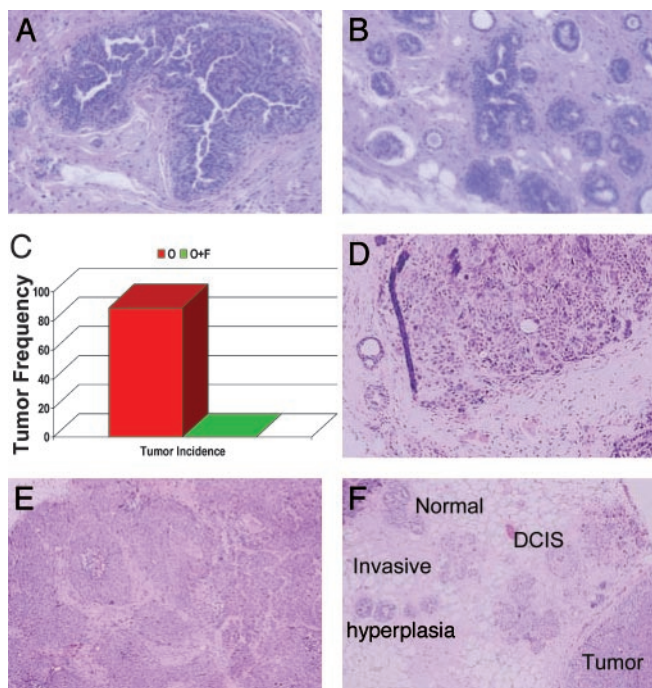 A
B
C
O O+F
Tumor Frequency
100
80
60
40
20
0
Tumor Incidence
D
E
F
Normal
DCIS
Invasive
hyperplasia
Tumor